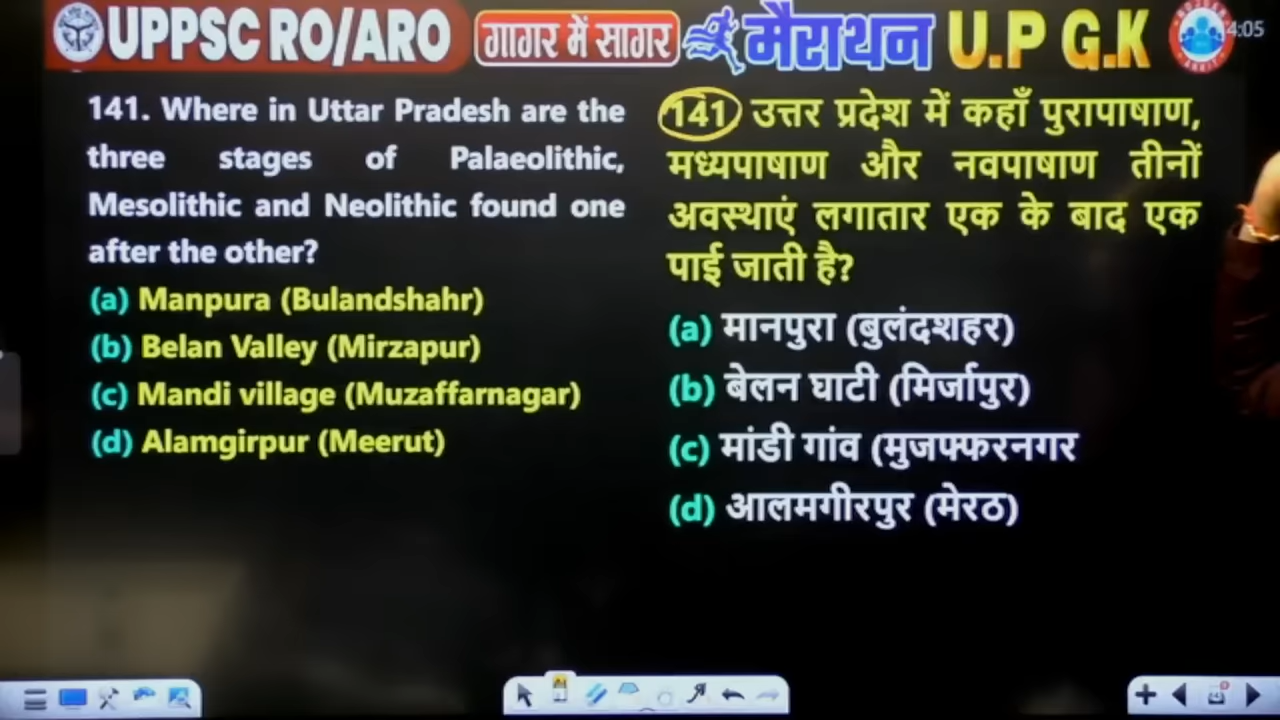 UPPSC RO/ARO गागर में सागर मैराथन U.P G.K
4:05
141. Where in Uttar Pradesh are the
three stages of Palaeolithic,
Mesolithic and Neolithic found one
after the other?
(a) Manpura (Bulandshahr)
(b) Belan Valley (Mirzapur)
(c) Mandi village (Muzaffarnagar)
(d) Alamgirpur (Meerut)
141 उत्तर प्रदेश में कहाँ पुरापाषाण,
मध्यपाषाण और नवपाषाण तीनों
अवस्थाएं लगातार एक के बाद एक
पाई जाती है?
(a) मानपुरा (बुलंदशहर)
(b) बेलन घाटी (मिर्जापुर)
(c) मांडी गांव (मुजफ्फरनगर
(d) आलमगीरपुर (मेरठ)